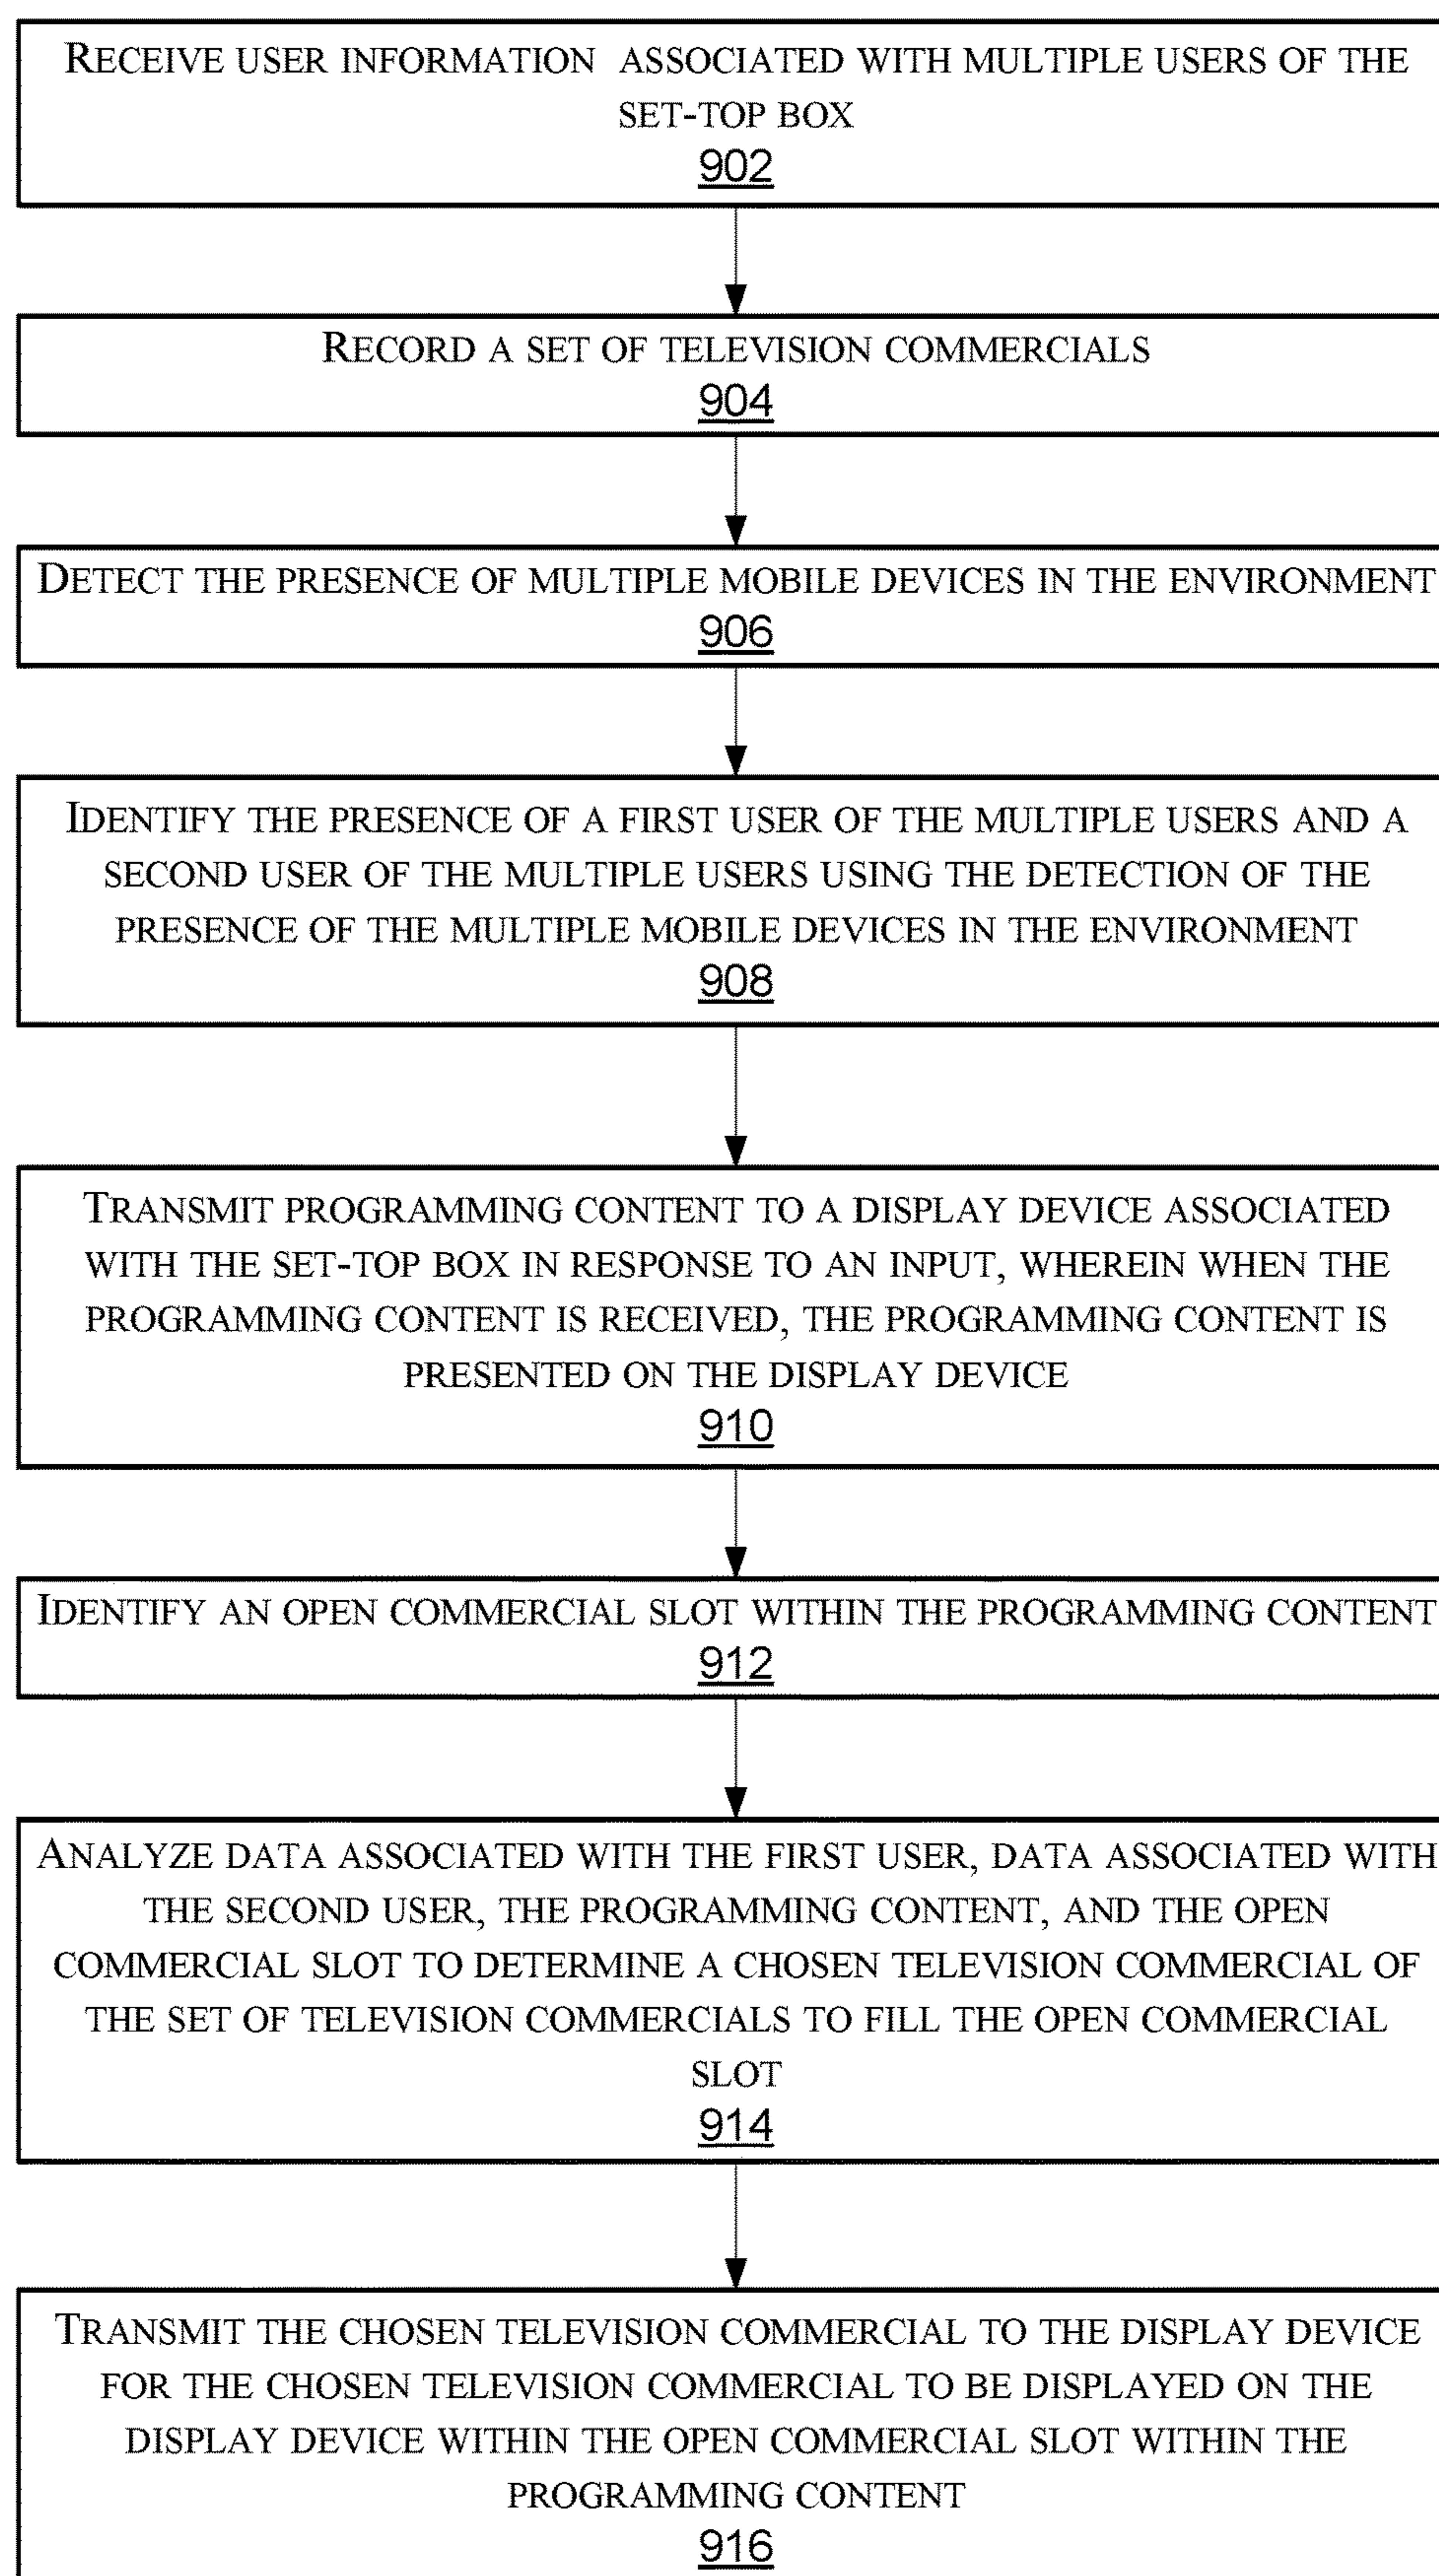 RECEIVE USER INFORMATION ASSOCIATED WITH MULTIPLE USERS OF THE
SET-TOP BOX
902
RECORD A SET OF TELEVISION COMMERCIALS
904
DETECT THE PRESENCE OF MULTIPLE MOBILE DEVICES IN THE ENVIRONMENT
906
IDENTIFY THE PRESENCE OF A FIRST USER OF THE MULTIPLE USERS AND A
SECOND USER OF THE MULTIPLE USERS USING THE DETECTION OF THE
PRESENCE OF THE MULTIPLE MOBILE DEVICES IN THE ENVIRONMENT
908
TRANSMIT PROGRAMMING CONTENT TO A DISPLAY DEVICE ASSOCIATED
WITH THE SET-TOP BOX IN RESPONSE TO AN INPUT, WHEREIN WHEN THE
PROGRAMMING CONTENT IS RECEIVED, THE PROGRAMMING CONTENT IS
PRESENTED ON THE DISPLAY DEVICE
910
IDENTIFY AN OPEN COMMERCIAL SLOT WITHIN THE PROGRAMMING CONTENT
912
ANALYZE DATA ASSOCIATED WITH THE FIRST USER, DATA ASSOCIATED WITH
THE SECOND USER, THE PROGRAMMING CONTENT, AND THE OPEN
COMMERCIAL SLOT TO DETERMINE A CHOSEN TELEVISION COMMERCIAL OF
THE SET OF TELEVISION COMMERCIALS TO FILL THE OPEN COMMERCIAL
SLOT
914
TRANSMIT THE CHOSEN TELEVISION COMMERCIAL TO THE DISPLAY DEVICE
FOR THE CHOSEN TELEVISION COMMERCIAL TO BE DISPLAYED ON THE
DISPLAY DEVICE WITHIN THE OPEN COMMERCIAL SLOT WITHIN THE
PROGRAMMING CONTENT
916